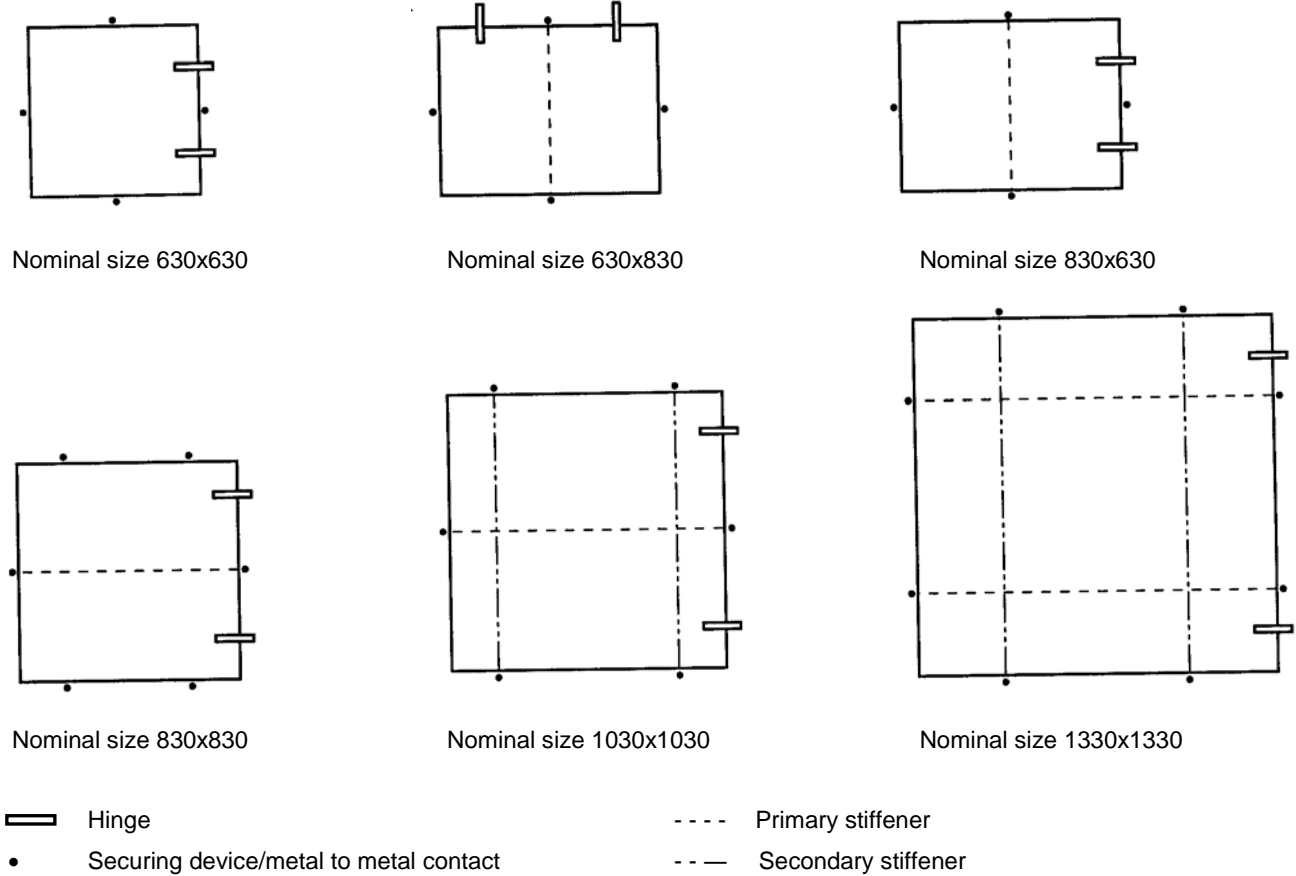 Nominal size 630x630
Nominal size 630x830
Nominal size 830x630
Nominal size 830x830
Nominal size 1030x1030
Nominal size 1330x1330
Hinge
Primary stiffener
Securing device/metal to metal contact
Secondary stiffener